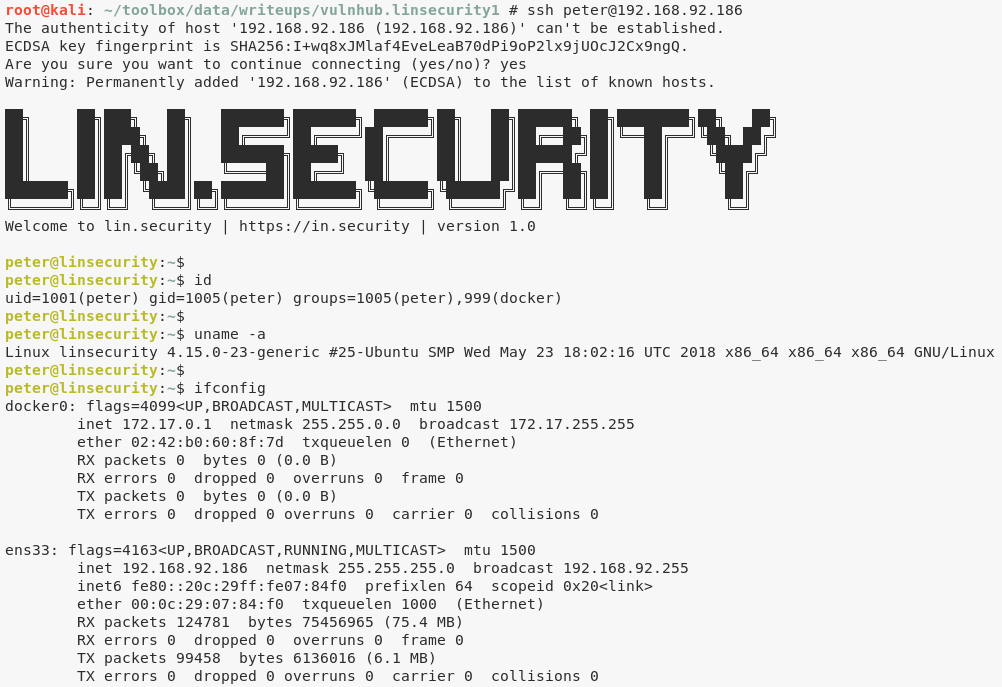 root@kali: ~/toolbox/data/writeups/vulnhub.linsecurity1 # ssh peter@192.168.92.186
The authenticity of host '192.168.92.186 (192.168.92.186)' can't be established.
ECDSA key fingerprint is SHA256:I+wq8xJMlaf4EveLeaB70dPi9oP2lx9jUOcJ2Cx9ngQ.
Are you sure you want to continue connecting (yes/no)? yes
Warning: Permanently added '192.168.92.186' (ECDSA) to the list of known hosts.
LIN.SECURITY
Welcome to lin.security | https://in.security | version 1.0
peter@linsecurity:~$
peter@linsecurity:~$ id
uid=1001(peter) gid=1005(peter) groups=1005(peter),999(docker)
peter@linsecurity:~$
peter@linsecurity:~$ uname -a
Linux linsecurity 4.15.0-23-generic #25-Ubuntu SMP Wed May 23 18:02:16 UTC 2018 x86_64 x86_64 x86_64 GNU/Linux
peter@linsecurity:~$
peter@linsecurity:~$ ifconfig
docker0: flags=4099<UP,BROADCAST,MULTICAST>  mtu 1500
        inet 172.17.0.1  netmask 255.255.0.0  broadcast 172.17.255.255
        ether 02:42:b0:60:8f:7d  txqueuelen 0  (Ethernet)
        RX packets 0  bytes 0 (0.0 B)
        RX errors 0  dropped 0  overruns 0  frame 0
        TX packets 0  bytes 0 (0.0 B)
        TX errors 0  dropped 0 overruns 0  carrier 0  collisions 0
ens33: flags=4163<UP,BROADCAST,RUNNING,MULTICAST>  mtu 1500
        inet 192.168.92.186  netmask 255.255.255.0  broadcast 192.168.92.255
        inet6 fe80::20c:29ff:fe07:84f0  prefixlen 64  scopeid 0x20<link>
        ether 00:0c:29:07:84:f0  txqueuelen 1000  (Ethernet)
        RX packets 124781  bytes 75456965 (75.4 MB)
        RX errors 0  dropped 0  overruns 0  frame 0
        TX packets 99458  bytes 6136016 (6.1 MB)
        TX errors 0  dropped 0 overruns 0  carrier 0  collisions 0